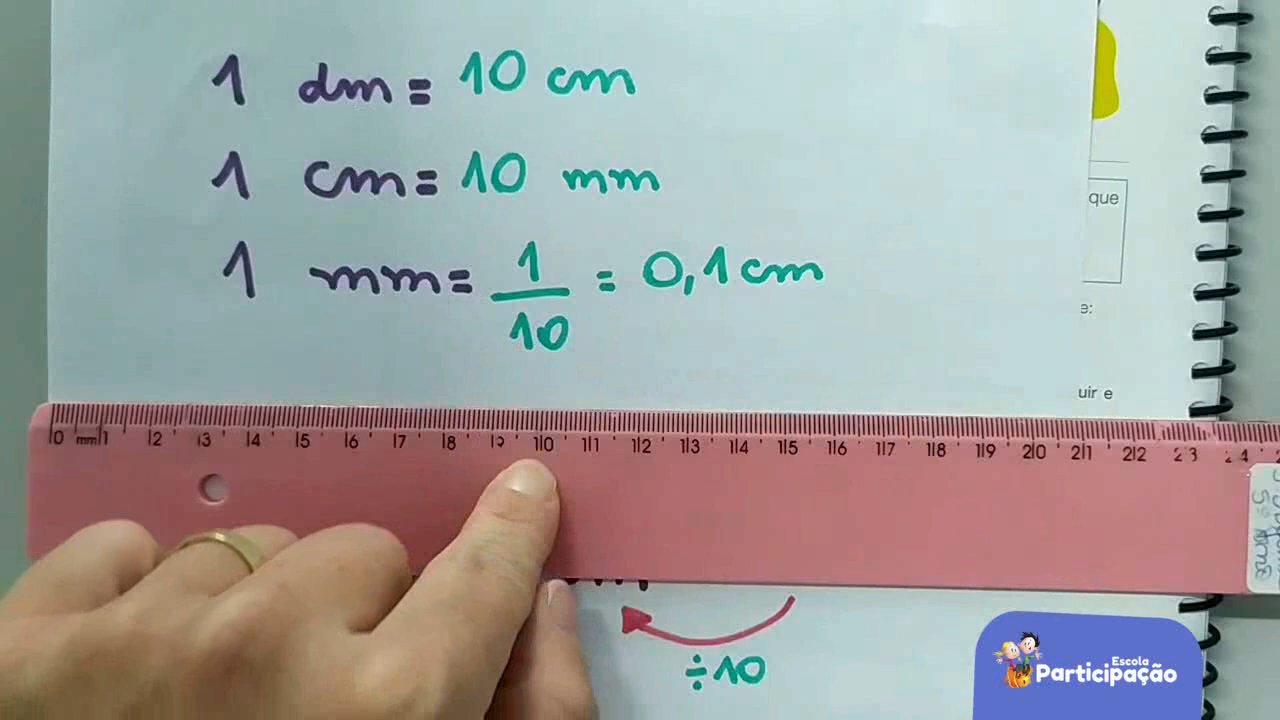 1 dm = 10 cm
1 cm = 10 mm
1 mm = 1/10 = 0,1 cm
que
e:
uir e
0 mm 1 2 3 4 5 6 7 8 9 10 11 12 13 14 15 16 17 18 19 20 21 22 23 24
÷10
Escola
Participação